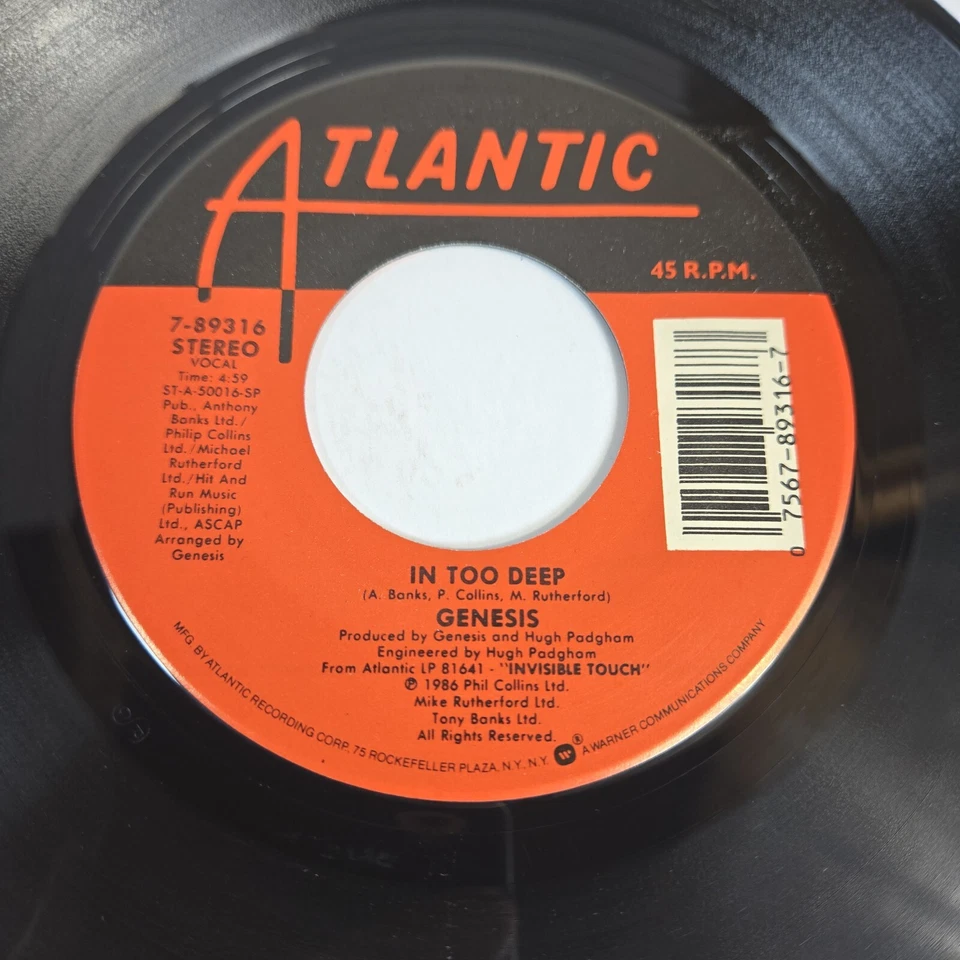 ATLANTIC
45 R.P.M.
7-89316
STEREO
VOCAL
Time: 4:59
ST-A-50016-SP
Pub., Anthony
Banks Ltd./
Philip Collins
Ltd./Michael
Rutherford
Ltd./Hit And
Run Music
(Publishing)
Ltd., ASCAP
Arranged by
Genesis
0 7567-89316-7
IN TOO DEEP
(A. Banks, P. Collins, M. Rutherford)
GENESIS
Produced by Genesis and Hugh Padgham
Engineered by Hugh Padgham
From Atlantic LP 81641 - "INVISIBLE TOUCH"
℗ 1986 Phil Collins Ltd.
Mike Rutherford Ltd.
Tony Banks Ltd.
All Rights Reserved.
MFG. BY ATLANTIC RECORDING CORP. 75 ROCKEFELLER PLAZA, N.Y. N.Y. ® A WARNER COMMUNICATIONS COMPANY